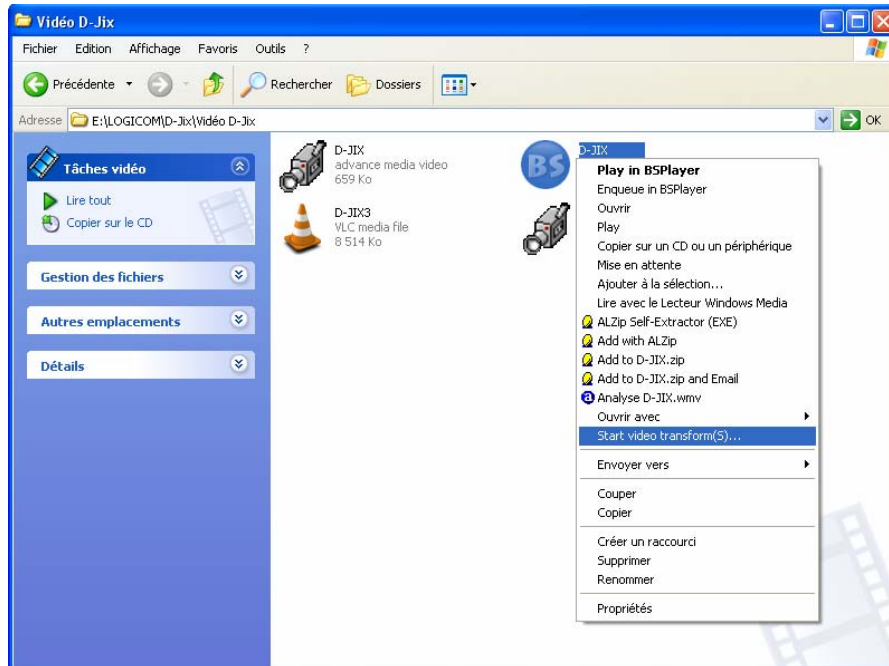 Vidéo D-Jix
Fichier Edition Affichage Favoris Outils ?
Précédente Rechercher Dossiers
Adresse E:\LOGICOM\D-Jix\Vidéo D-Jix OK
Tâches vidéo
Lire tout
Copier sur le CD
Gestion des fichiers
Autres emplacements
Détails
D-JIX
advance media video
659 Ko
D-JIX3
VLC media file
8 514 Ko
BS
D-JIX
Play in BSPlayer
Enqueue in BSPlayer
Ouvrir
Play
Copier sur un CD ou un périphérique
Mise en attente
Ajouter à la sélection...
Lire avec le Lecteur Windows Media
ALZip Self-Extractor (EXE)
Add with ALZip
Add to D-JIX.zip
Add to D-JIX.zip and Email
Analyse D-JIX.wmv
Ouvrir avec
Start video transform(S)...
Envoyer vers
Couper
Copier
Créer un raccourci
Supprimer
Renommer
Propriétés